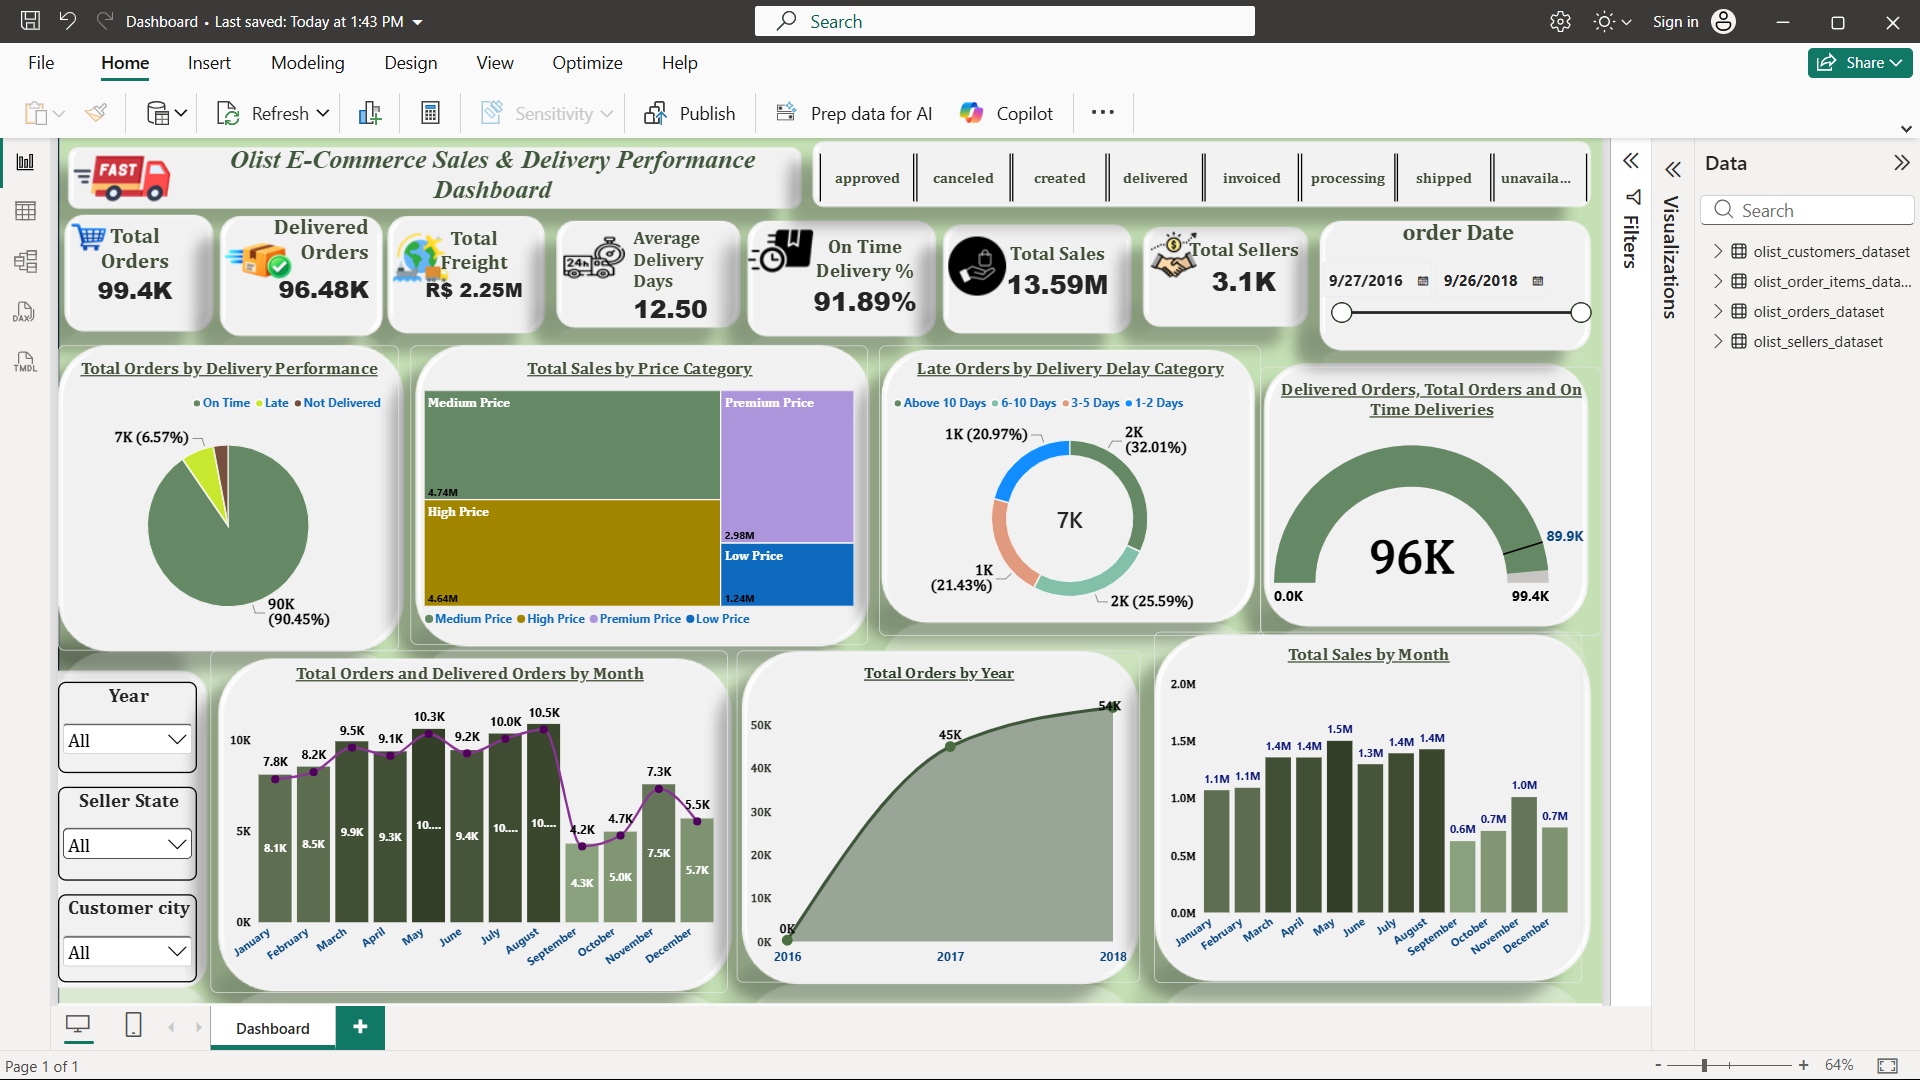 Dashboard • Last saved: Today at 1:43 PM
Search
Sign in
File Home Insert Modeling Design View Optimize Help
Share
Refresh
Sensitivity
Publish
Prep data for AI
Copilot
FAST
Olist E-Commerce Sales & Delivery Performance
Dashboard
approved canceled created delivered invoiced processing shipped unavaila...
Total
Orders
99.4K
Delivered
Orders
96.48K
Total
Freight
R$ 2.25M
24h
Average
Delivery
Days
12.50
On Time
Delivery %
91.89%
Total Sales
13.59M
Total Sellers
3.1K
order Date
9/27/2016 9/26/2018
Total Orders by Delivery Performance
On Time Late Not Delivered
7K (6.57%)
90K
(90.45%)
Total Sales by Price Category
Medium Price
4.74M
High Price
4.64M
Premium Price
2.98M
Low Price
1.24M
Medium Price High Price Premium Price Low Price
Late Orders by Delivery Delay Category
Above 10 Days 6-10 Days 3-5 Days 1-2 Days
1K (20.97%)
2K
(32.01%)
7K
1K
(21.43%)
2K (25.59%)
Delivered Orders, Total Orders and On
Time Deliveries
89.9K
96K
0.0K
99.4K
Year
All
Seller State
All
Customer city
All
Total Orders and Delivered Orders by Month
10K
5K
0K
7.8K 8.2K 9.5K 9.1K 10.3K 9.2K 10.0K 10.5K 4.2K 4.7K 7.3K 5.5K
8.1K 8.5K 9.9K 9.3K 10.... 9.4K 10.... 10.... 4.3K 5.0K 7.5K 5.7K
January February March April May June July August September October November December
Total Orders by Year
50K
40K
30K
20K
10K
0K
0K
45K
54K
2016 2017 2018
Total Sales by Month
2.0M
1.5M
1.0M
0.5M
0.0M
1.1M 1.1M 1.4M 1.4M 1.5M 1.3M 1.4M 1.4M 0.6M 0.7M 1.0M 0.7M
January February March April May June July August September October November December
Filters
Visualizations
Data
Search
olist_customers_dataset
olist_order_items_data...
olist_orders_dataset
olist_sellers_dataset
DAX
TMDL
Dashboard
Page 1 of 1
64%